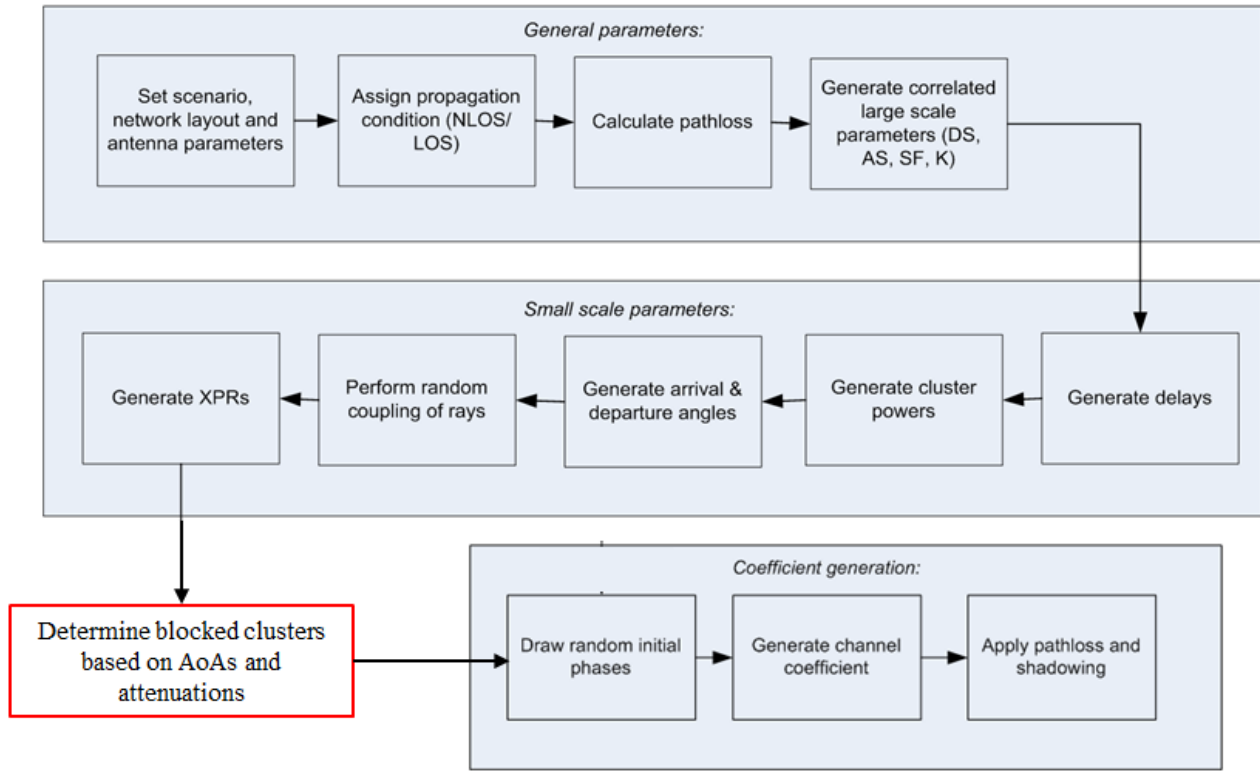 General parameters:
Set scenario,
network layout and
antenna parameters
Assign propagation
condition (NLOS/
LOS)
Calculate pathloss
Generate correlated
large scale
parameters (DS,
AS, SF, K)
Small scale parameters:
Generate XPRs
Perform random
coupling of rays
Generate arrival &
departure angles
Generate cluster
powers
Generate delays
Determine blocked clusters
based on AoAs and
attenuations
Coefficient generation:
Draw random initial
phases
Generate channel
coefficient
Apply pathloss and
shadowing